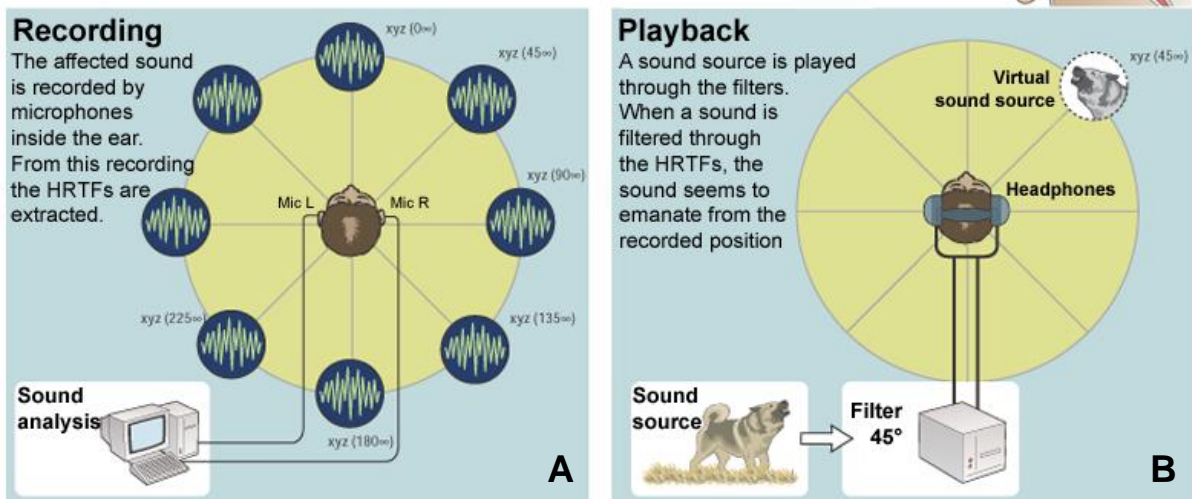 Recording
The affected sound
is recorded by
microphones
inside the ear.
From this recording
the HRTFs are
extracted.
xyz (0∞)
xyz (45∞)
xyz (90∞)
Mic L
Mic R
xyz (225∞)
xyz (135∞)
xyz (180∞)
Sound
analysis
A
Playback
A sound source is played
through the filters.
When a sound is
filtered through
the HRTFs, the
sound seems to
emanate from the
recorded position
Virtual
sound source
xyz (45∞)
Headphones
Sound
source
Filter
45°
B